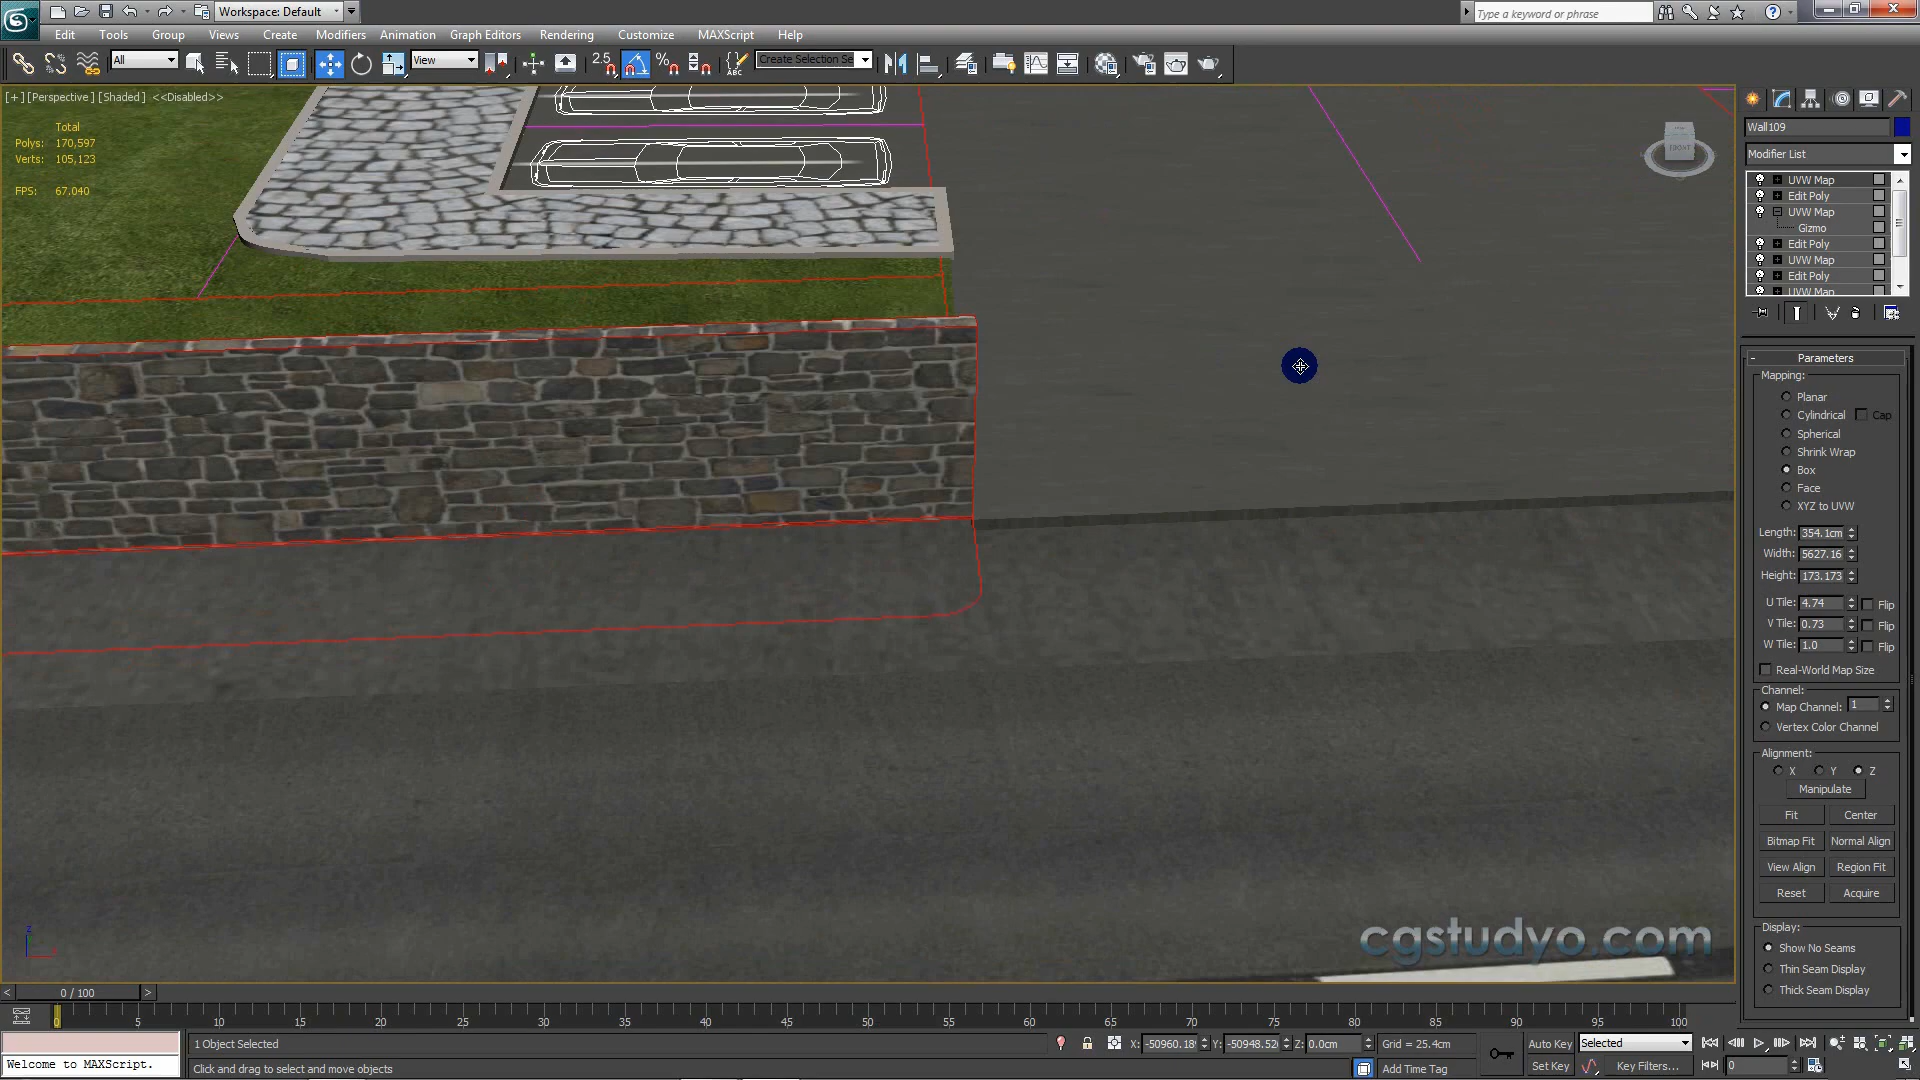 Workspace: Default
Type a keyword or phrase
Edit Tools Group Views Create Modifiers Animation Graph Editors Rendering Customize MAXScript Help
All
View
2.5
Create Selection Se
[+] [Perspective] [Shaded] <<Disabled>>
Total
Polys: 170,597
Verts: 105,123
FPS: 67.040
FRONT
Wall109
Modifier List
UVW Map
Edit Poly
UVW Map
Gizmo
Edit Poly
UVW Map
Edit Poly
UVW Map
Parameters
Mapping:
Planar
Cylindrical Cap
Spherical
Shrink Wrap
Box
Face
XYZ to UVW
Length: 354.1cm
Width: 5627.16
Height: 173.173
U Tile: 4.74 Flip
V Tile: 0.73 Flip
W Tile: 1.0 Flip
Real-World Map Size
Channel:
Map Channel: 1
Vertex Color Channel
Alignment:
X Y Z
Manipulate
Fit Center
Bitmap Fit Normal Align
View Align Region Fit
Reset Acquire
Display:
Show No Seams
Thin Seam Display
Thick Seam Display
cgstudyo.com
z
0 / 100
0 5 10 15 20 25 30 35 40 45 50 55 60 65 70 75 80 85 90 95 100
1 Object Selected
X: -50960.18 Y: -50948.52 Z: 0.0cm Grid = 25.4cm
Auto Key Selected
Welcome to MAXScript.
Click and drag to select and move objects
Add Time Tag
Set Key Key Filters... 0